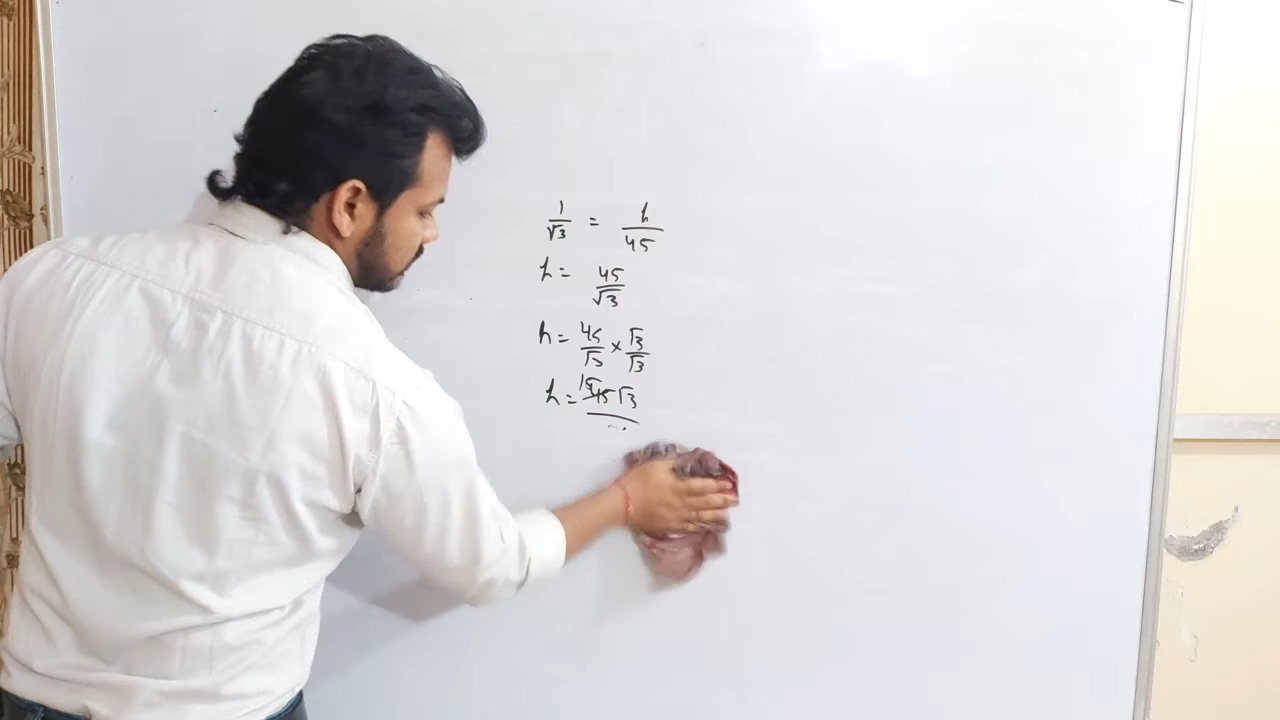 1/√3 = h/45
h = 45/√3
h = 45/√3 × √3/√3
h = 15 45√3